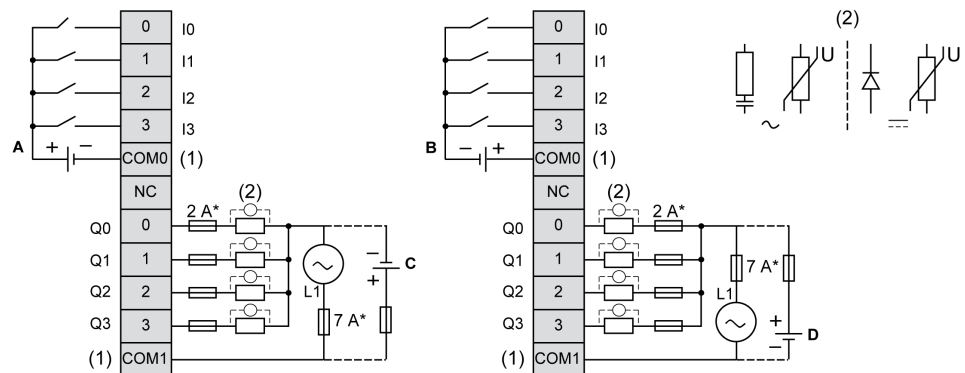 0 I0
1 I1
2 I2
3 I3
A + − COM0 (1)
NC
(2)
2 A*
Q0 0
Q1 1
Q2 2
Q3 3
(1) COM1
L1
7 A*
−
+
C
0 I0
1 I1
2 I2
3 I3
B − + COM0 (1)
NC
(2)
2 A*
Q0 0
Q1 1
Q2 2
Q3 3
(1) COM1
7 A*
L1
+
−
D
(2)
U U